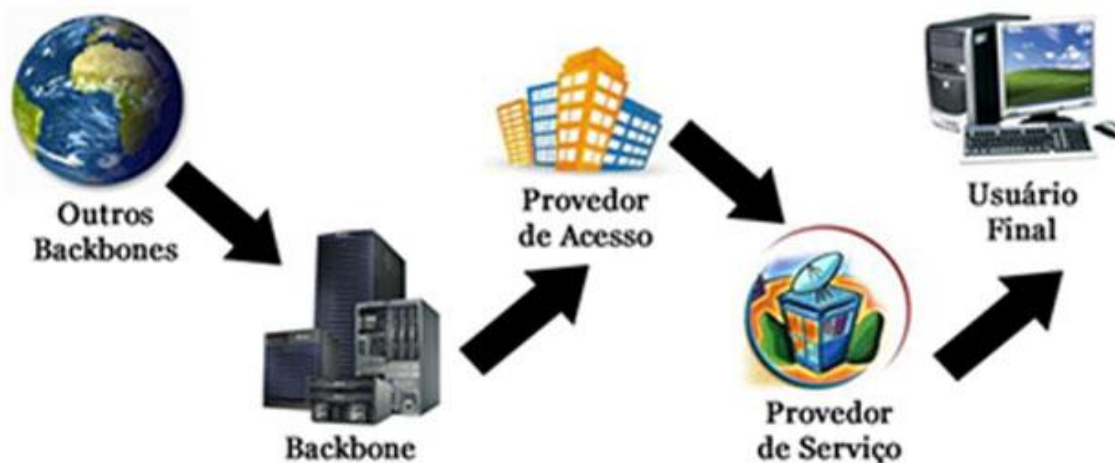 Outros
Backbones
Backbone
Provedor
de Acesso
Provedor
de Serviço
Usuário
Final